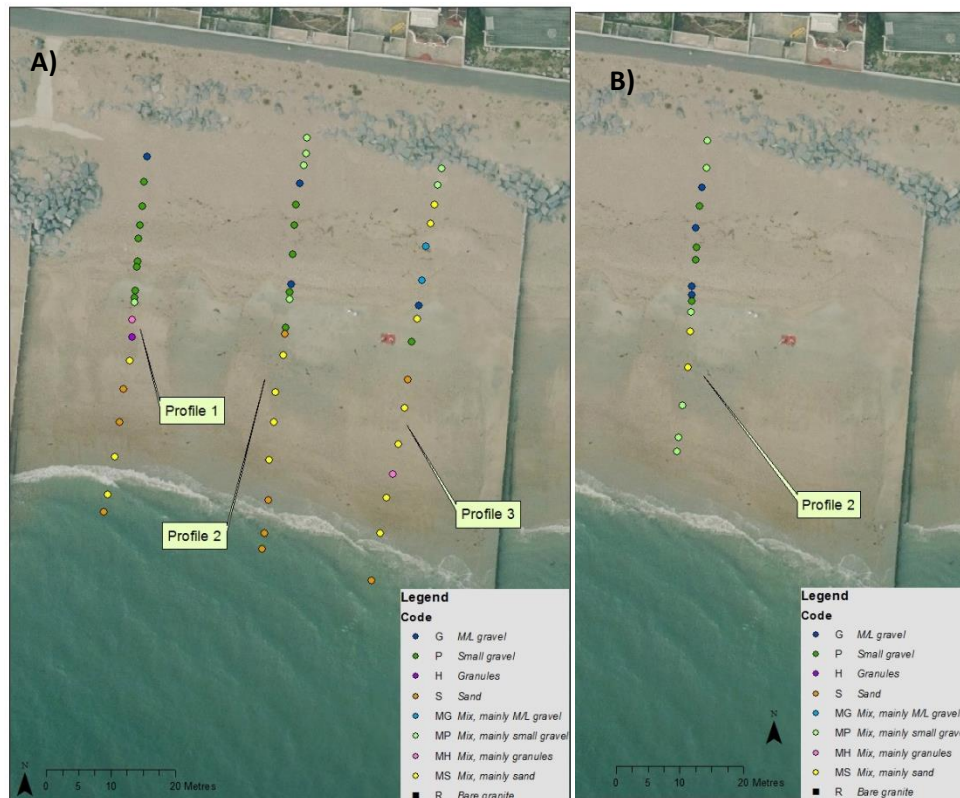 A)
Profile 1
Profile 2
Profile 3
Legend
Code
G M/L gravel
P Small gravel
H Granules
S Sand
MG Mix, mainly M/L gravel
MP Mix, mainly small gravel
MH Mix, mainly granules
MS Mix, mainly sand
R Bare granite
N
0 10 20 Metres
B)
Profile 2
Legend
Code
G M/L gravel
P Small gravel
H Granules
S Sand
MG Mix, mainly M/L gravel
MP Mix, mainly small grave
MH Mix, mainly granules
MS Mix, mainly sand
R Bare granite
N
0 10 20 Metres